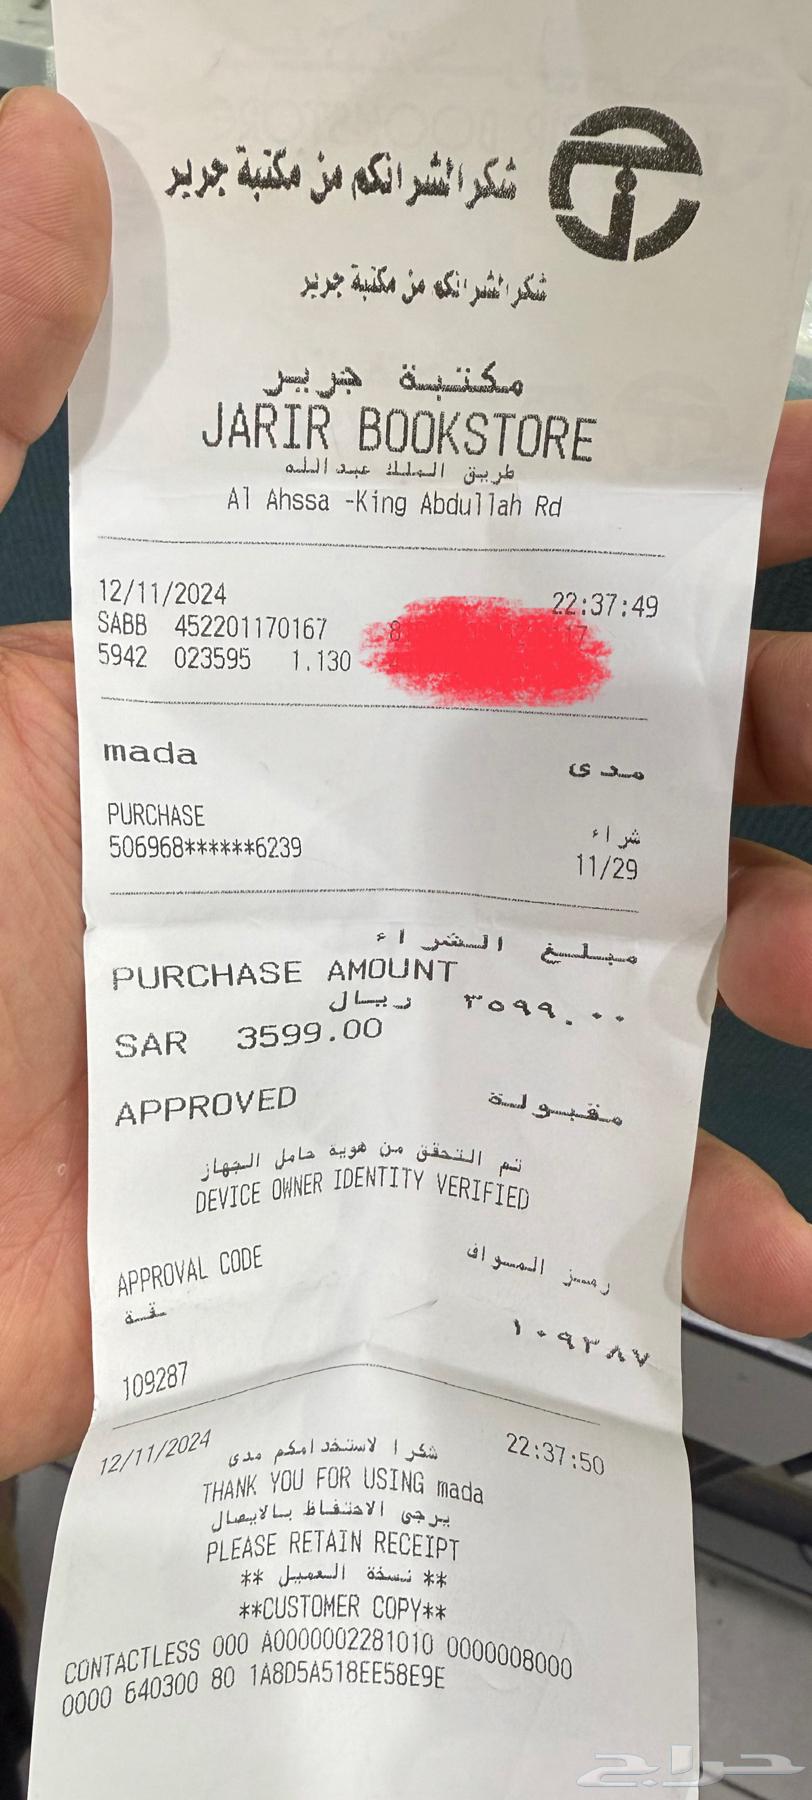 شكرا لشرائكم من مكتبة جرير
شكرا لشرائكم من مكتبة جرير
مكتبة جرير
JARIR BOOKSTORE
طريق الملك عبدالله
Al Ahssa -King Abdullah Rd
12/11/2024 22:37:49
SABB 452201170167 8 17
5942 023595 1.130
mada مدى
PURCHASE شراء
506968******6239 11/29
مبلغ الشراء
PURCHASE AMOUNT
٣٥٩٩.٠٠ ريال
SAR 3599.00
APPROVED مقبولة
تم التحقق من هوية حامل الجهاز
DEVICE OWNER IDENTITY VERIFIED
APPROVAL CODE رمز المواف
قة
109287 ١٠٩٢٨٧
12/11/2024 22:37:50
شكرا لاستخدامكم مدى
THANK YOU FOR USING mada
يرجى الاحتفاظ بالايصال
PLEASE RETAIN RECEIPT
** نسخة العميل **
**CUSTOMER COPY**
CONTACTLESS 000 A0000002281010 0000008000
0000 640300 80 1A8D5A518EE58E9E
حراج